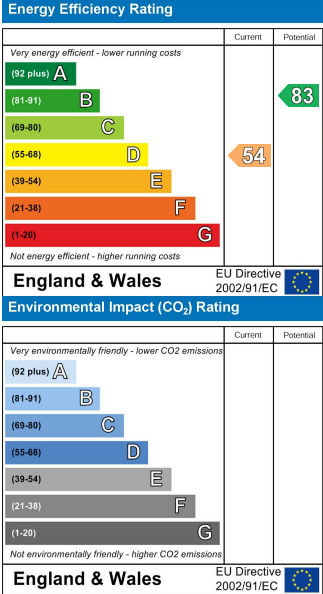 Energy Efficiency Rating
Current Potential
Very energy efficient - lower running costs
(92 plus) A
(81-91) B
83
(69-80) C
(55-68) D
54
(39-54) E
(21-38) F
(1-20) G
Not energy efficient - higher running costs
England & Wales
EU Directive
2002/91/EC
Environmental Impact (CO2) Rating
Current Potential
Very environmentally friendly - lower CO2 emissions
(92 plus) A
(81-91) B
(69-80) C
(55-68) D
(39-54) E
(21-38) F
(1-20) G
Not environmentally friendly - higher CO2 emissions
England & Wales
EU Directive
2002/91/EC